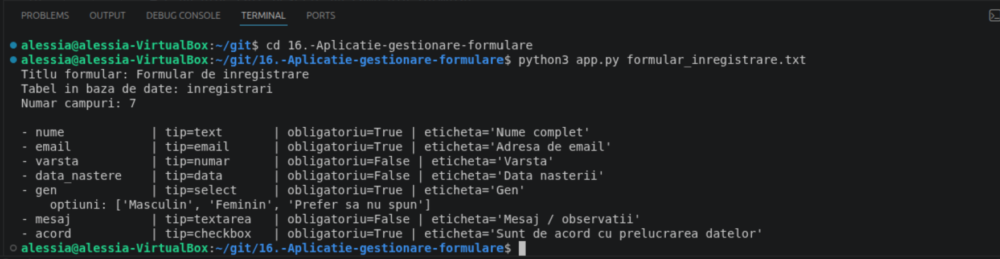 PROBLEMS OUTPUT DEBUG CONSOLE TERMINAL PORTS
alessia@alessia-VirtualBox:~/git$ cd 16.-Aplicatie-gestionare-formulare
alessia@alessia-VirtualBox:~/git/16.-Aplicatie-gestionare-formulare$ python3 app.py formular_inregistrare.txt
Titlu formular: Formular de inregistrare
Tabel in baza de date: inregistrari
Numar campuri: 7
- nume | tip=text | obligatoriu=True | eticheta='Nume complet'
- email | tip=email | obligatoriu=True | eticheta='Adresa de email'
- varsta | tip=numar | obligatoriu=False | eticheta='Varsta'
- data_nastere | tip=data | obligatoriu=False | eticheta='Data nasterii'
- gen | tip=select | obligatoriu=True | eticheta='Gen'
optiuni: ['Masculin', 'Feminin', 'Prefer sa nu spun']
- mesaj | tip=textarea | obligatoriu=False | eticheta='Mesaj / observatii'
- acord | tip=checkbox | obligatoriu=True | eticheta='Sunt de acord cu prelucrarea datelor'
alessia@alessia-VirtualBox:~/git/16.-Aplicatie-gestionare-formulare$